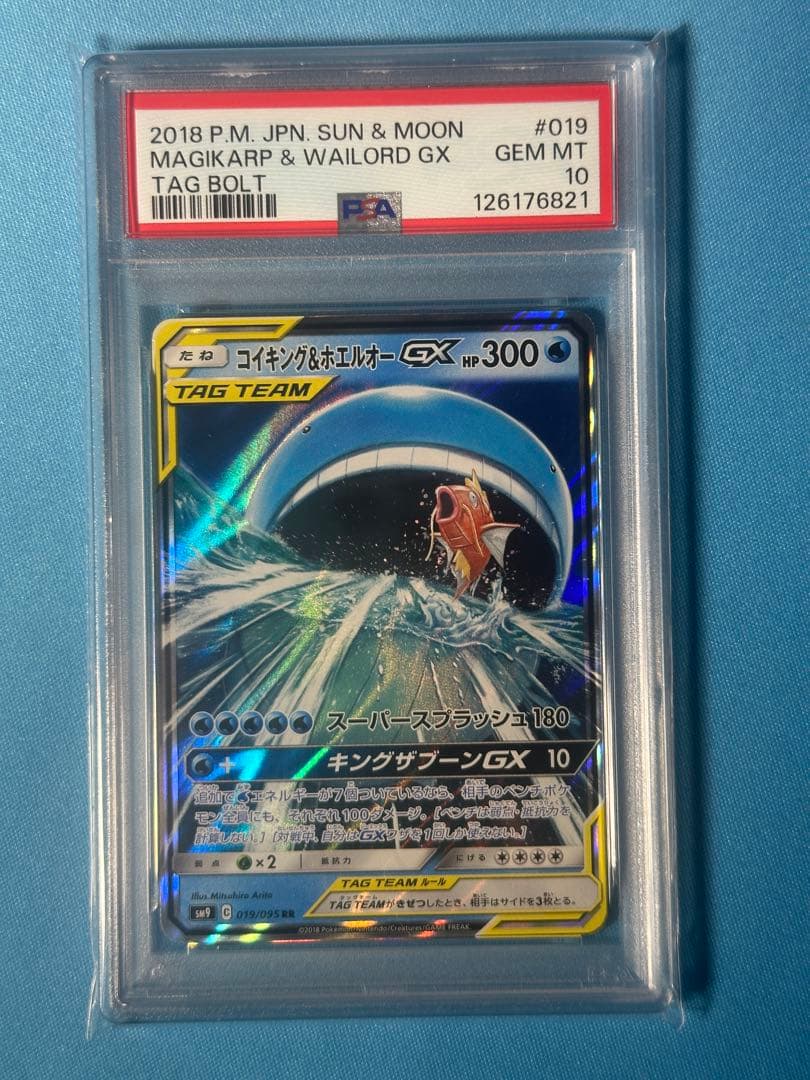 2018 P.M. JPN. SUN & MOON #019
MAGIKARP & WAILORD GX GEM MT
TAG BOLT 10
PSA 126176821
たね コイキング&ホエルオーGX HP300
TAG TEAM
スーパースプラッシュ 180
+ キングザブーンGX 10
追加で エネルギーが7個ついているなら、相手のベンチポケ
モン全員にも、それぞれ100ダメージ。[ベンチは弱点・抵抗力を
計算しない。] [対戦中、自分はGXワザを1回しか使えない。]
弱点 ×2 抵抗力 にげる
TAG TEAM ルール
Illus. Mitsuhiro Arita
TAG TEAMがきぜつしたとき、相手はサイドを3枚とる。
SM9 C 019/095 RR
©2018 Pokémon/Nintendo/Creatures/GAME FREAK.